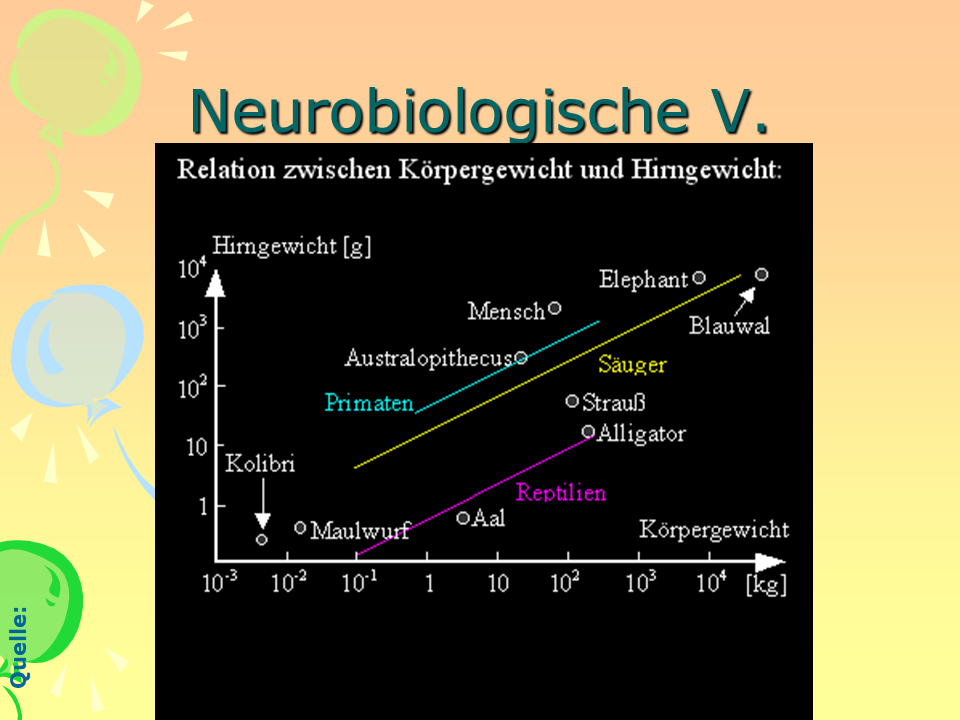 Neurobiologische V.
Relation zwischen Körpergewicht und Hirngewicht:
Hirngewicht [g]
10⁴
Elephant
Mensch
10³
Blauwal
Australopithecus
Säuger
10²
Primaten
Strauß
Alligator
10
Kolibri
Reptilien
1
Aal
Maulwurf
Körpergewicht
10⁻³ 10⁻² 10⁻¹ 1 10 10² 10³ 10⁴ [kg]
Quelle: